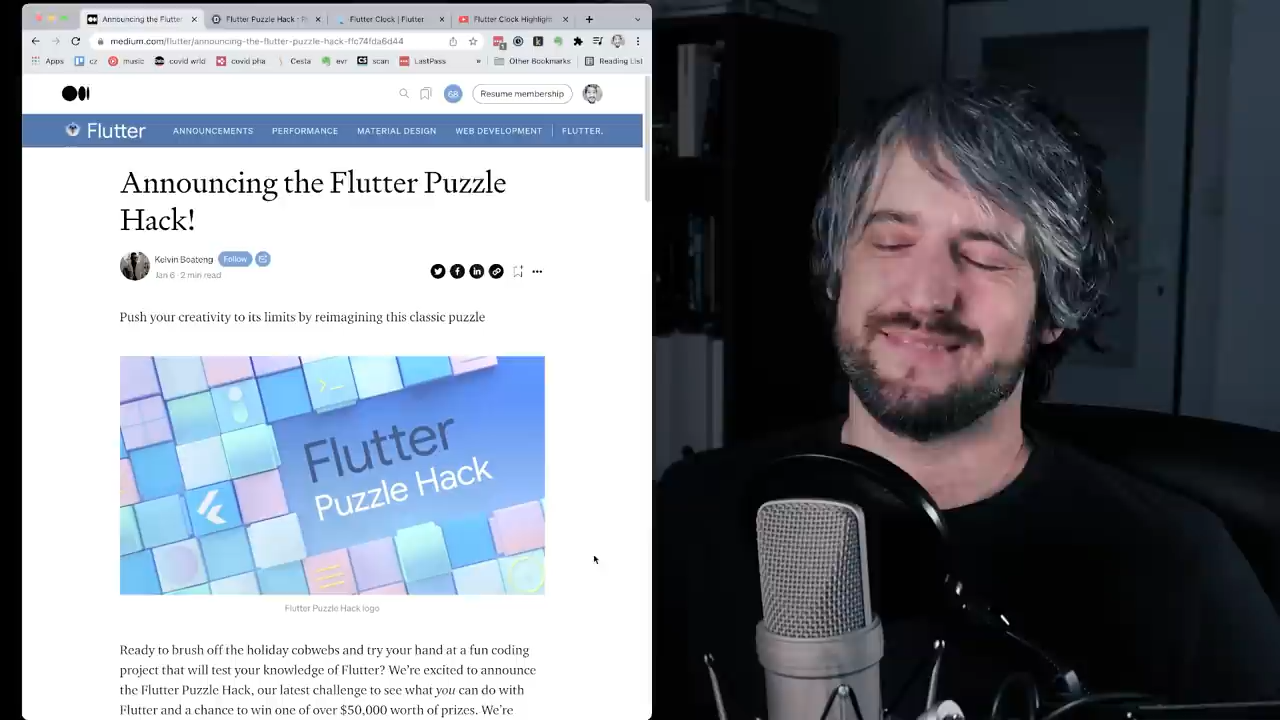 Announcing the Flutter
Flutter Puzzle Hack
Flutter Clock | Flutter
Flutter Clock Highligh
medium.com/flutter/announcing-the-flutter-puzzle-hack-f1c74fda6d44
Apps
cz
music
covid wrld
covid pha
Cesta
evr
scan
LastPass
»
Other Bookmarks
Reading List
68
Resume membership
Flutter
ANNOUNCEMENTS
PERFORMANCE
MATERIAL DESIGN
WEB DEVELOPMENT
FLUTTER.
Announcing the Flutter Puzzle
Hack!
Kelvin Boateng
Follow
Jan 6 · 2 min read
Push your creativity to its limits by reimagining this classic puzzle
Flutter
Puzzle Hack
Flutter Puzzle Hack logo
Ready to brush off the holiday cobwebs and try your hand at a fun coding
project that will test your knowledge of Flutter? We're excited to announce
the Flutter Puzzle Hack, our latest challenge to see what you can do with
Flutter and a chance to win one of over $50,000 worth of prizes. We're